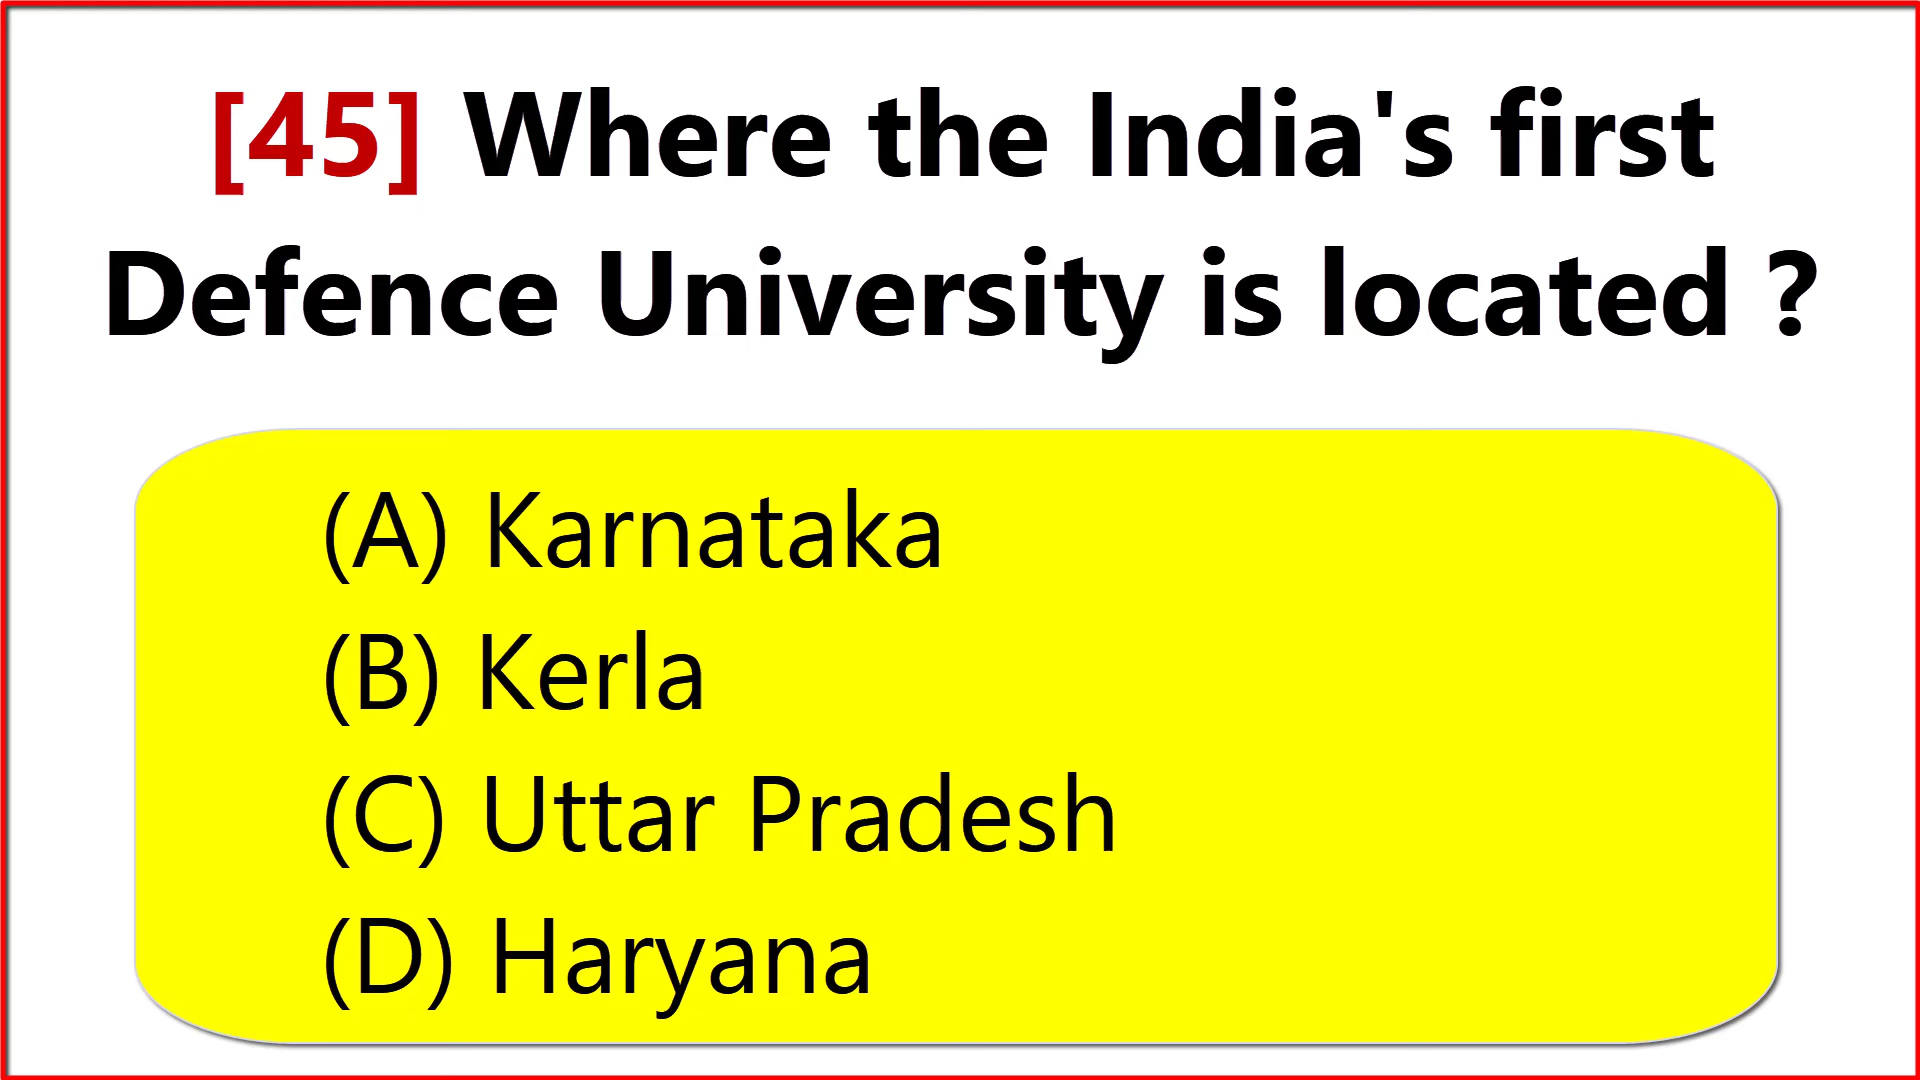 [45] Where the India's first
Defence University is located ?
(A) Karnataka
(B) Kerla
(C) Uttar Pradesh
(D) Haryana